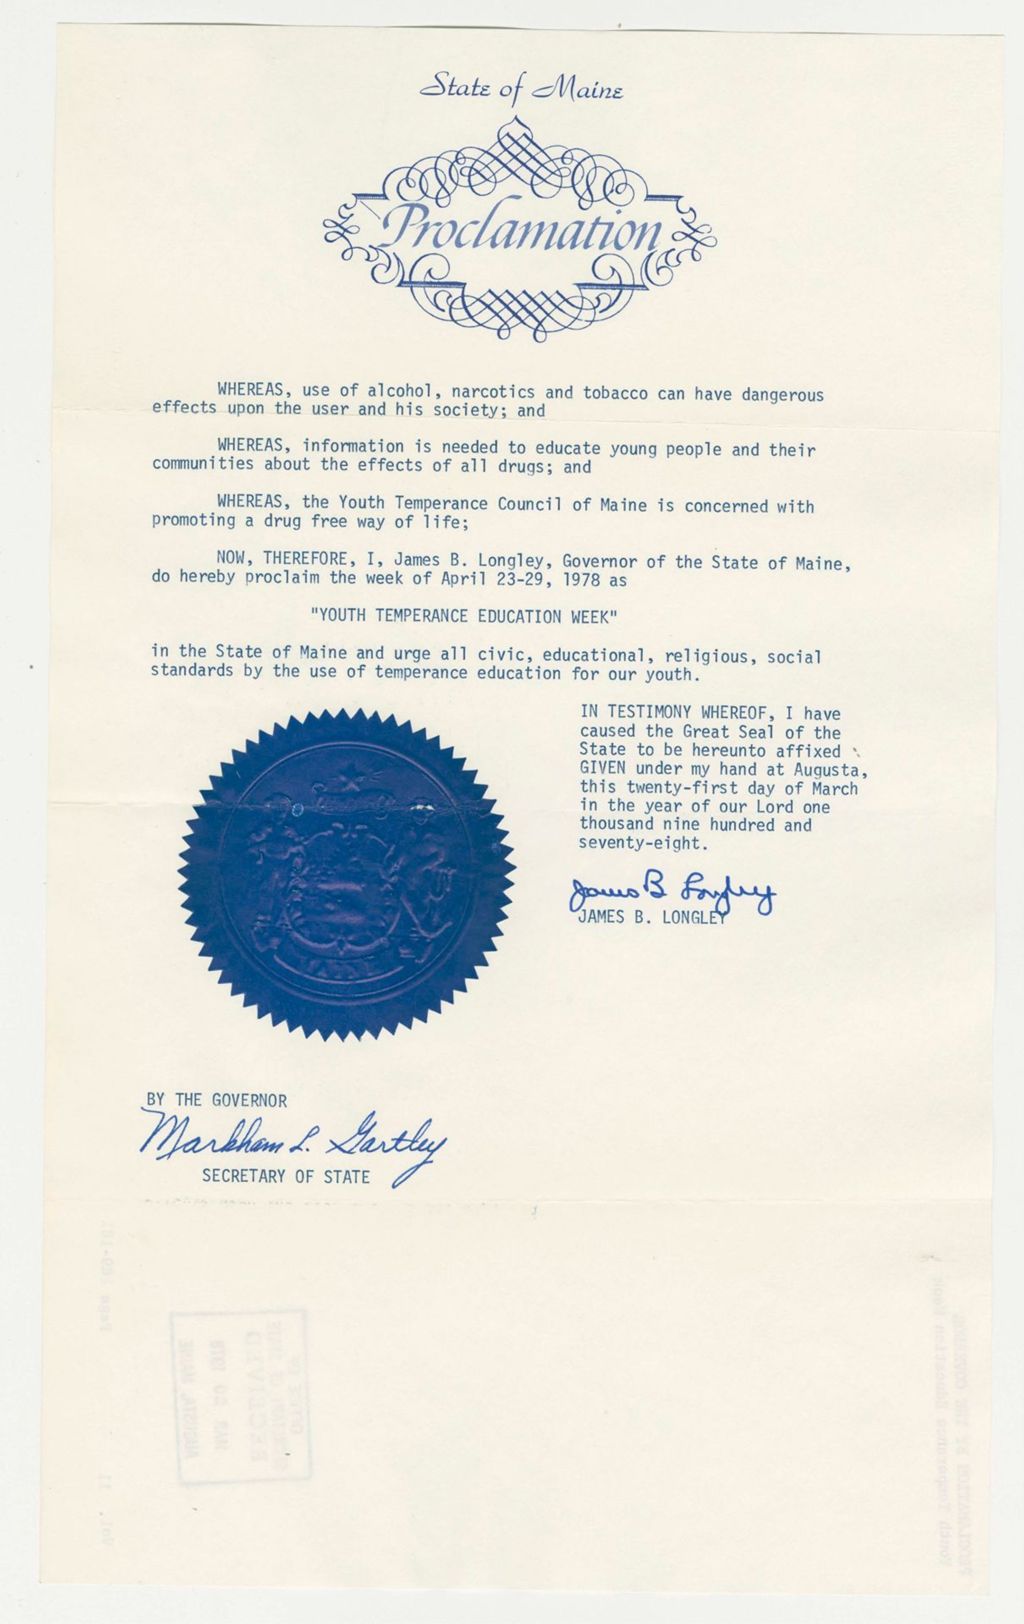 State of Maine
Proclamation
WHEREAS, use of alcohol, narcotics and tobacco can have dangerous
effects upon the user and his society; and
WHEREAS, information is needed to educate young people and their
communities about the effects of all drugs; and
WHEREAS, the Youth Temperance Council of Maine is concerned with
promoting a drug free way of life;
NOW, THEREFORE, I, James B. Longley, Governor of the State of Maine,
do hereby proclaim the week of April 23-29, 1978 as
"YOUTH TEMPERANCE EDUCATION WEEK"
in the State of Maine and urge all civic, educational, religious, social
standards by the use of temperance education for our youth.
IN TESTIMONY WHEREOF, I have
caused the Great Seal of the
State to be hereunto affixed
GIVEN under my hand at Augusta,
this twenty-first day of March
in the year of our Lord one
thousand nine hundred and
seventy-eight.
James B Longley
JAMES B. LONGLEY
MAINE
BY THE GOVERNOR
Markham L. Gartley
SECRETARY OF STATE